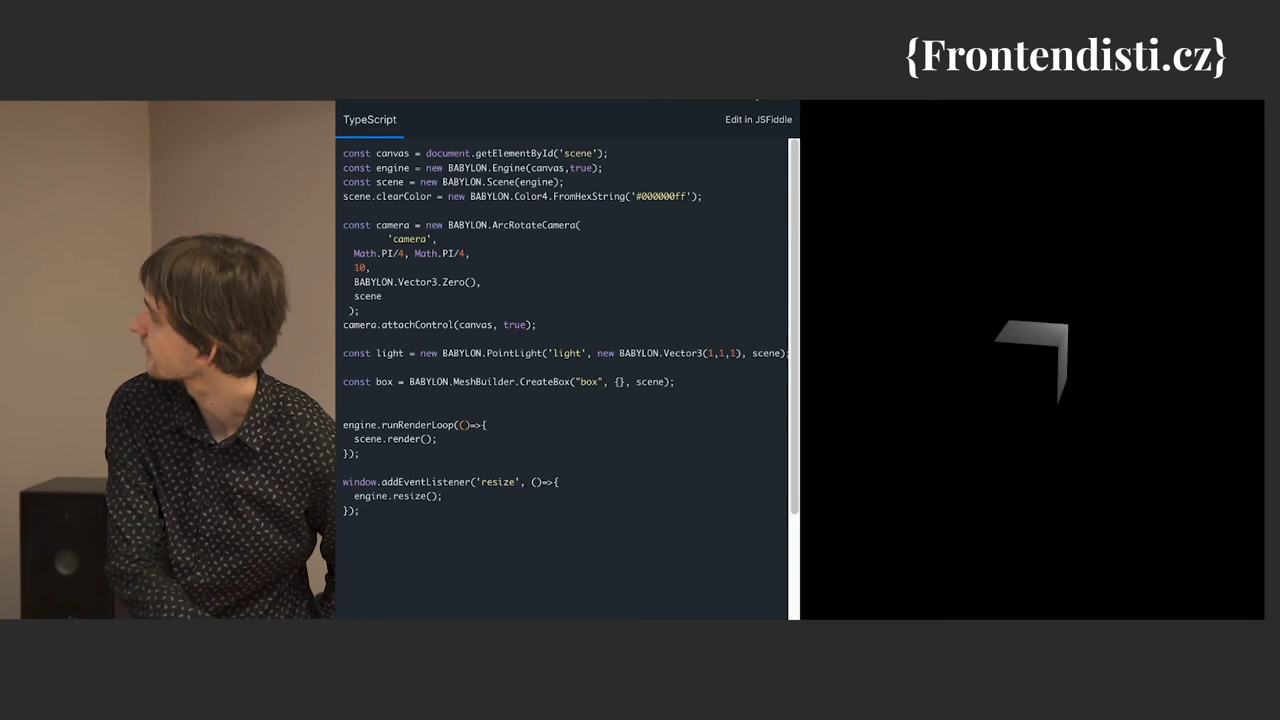 {Frontendisti.cz}
TypeScript
Edit in JSFiddle
const canvas = document.getElementById('scene');
const engine = new BABYLON.Engine(canvas,true);
const scene = new BABYLON.Scene(engine);
scene.clearColor = new BABYLON.Color4.FromHexString('#000000ff');
const camera = new BABYLON.ArcRotateCamera(
'camera',
Math.PI/4, Math.PI/4,
10,
BABYLON.Vector3.Zero(),
scene
);
camera.attachControl(canvas, true);
const light = new BABYLON.PointLight('light', new BABYLON.Vector3(1,1,1), scene);
const box = BABYLON.MeshBuilder.CreateBox("box", {}, scene);
engine.runRenderLoop(()=>{
scene.render();
});
window.addEventListener('resize', ()=>{
engine.resize();
});